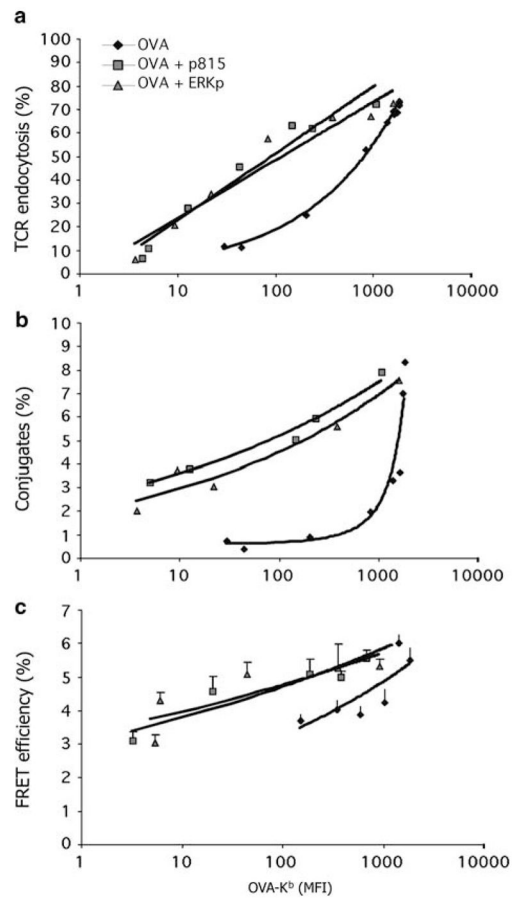 a
100
90
80
70
60
50
40
30
20
10
0
TCR endocytosis (%)
OVA
OVA + p815
OVA + ERKp
1 10 100 1000 10000
b
10
9
8
7
6
5
4
3
2
1
0
Conjugates (%)
1 10 100 1000 10000
c
7
6
5
4
3
2
1
0
FRET efficiency (%)
1 10 100 1000 10000
OVA-Kᵇ (MFI)